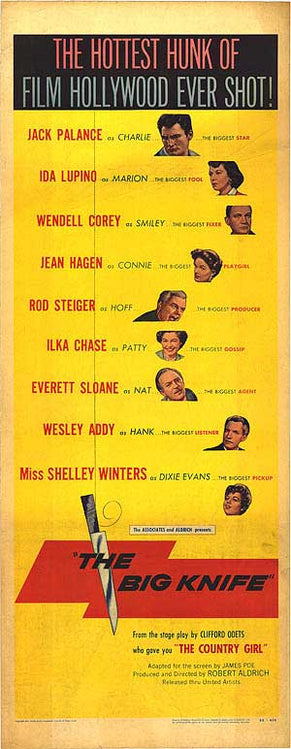 THE HOTTEST HUNK OF
FILM HOLLYWOOD EVER SHOT!
JACK PALANCE as CHARLIE...THE BIGGEST STAR
IDA LUPINO as MARION...THE BIGGEST FOOL
WENDELL COREY as SMILEY...THE BIGGEST FIXER
JEAN HAGEN as CONNIE...THE BIGGEST PLAYGIRL
ROD STEIGER as HOFF...THE BIGGEST PRODUCER
ILKA CHASE as PATTY...THE BIGGEST GOSSIP
EVERETT SLOANE as NAT...THE BIGGEST AGENT
WESLEY ADDY as HANK...THE BIGGEST LISTENER
Miss SHELLEY WINTERS as DIXIE EVANS...THE BIGGEST PICKUP
The ASSOCIATES and ALDRICH presents
"THE
BIG KNIFE"
From the stage play by CLIFFORD ODETS
who gave you "THE COUNTRY GIRL"
Adapted for the screen by JAMES POE
Produced and Directed by ROBERT ALDRICH
Released thru United Artists